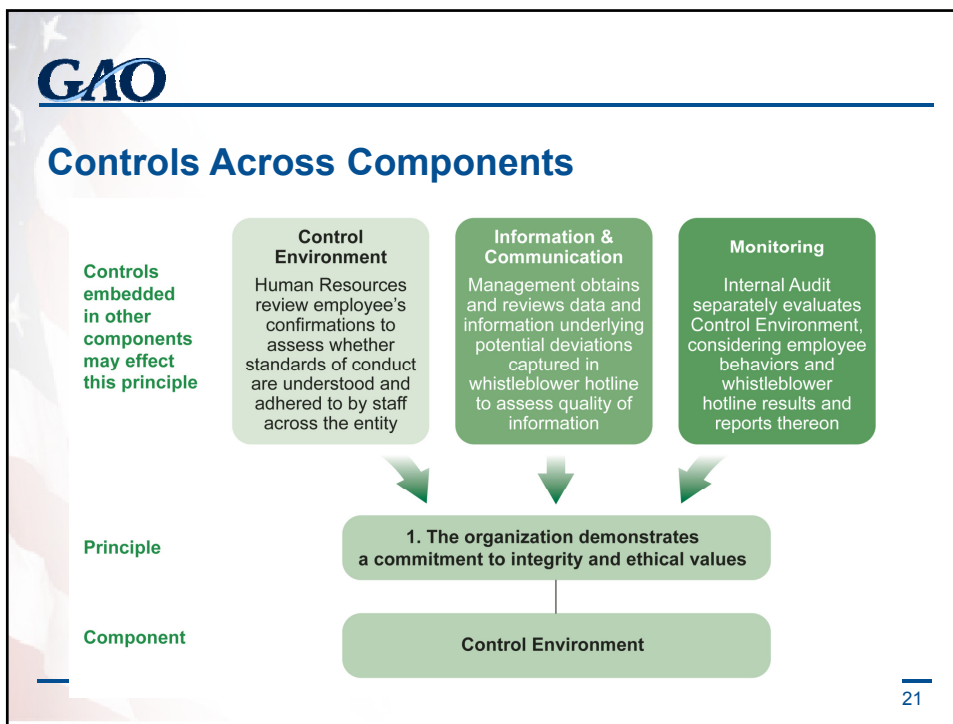 GAO
Controls Across Components
Controls
embedded
in other
components
may effect
this principle
Control
Environment
Human Resources
review employee’s
confirmations to
assess whether
standards of conduct
are understood and
adhered to by staff
across the entity
Information &
Communication
Management obtains
and reviews data and
information underlying
potential deviations
captured in
whistleblower hotline
to assess quality of
information
Monitoring
Internal Audit
separately evaluates
Control Environment,
considering employee
behaviors and
whistleblower
hotline results and
reports thereon
Principle
1. The organization demonstrates
a commitment to integrity and ethical values
Component
Control Environment
21